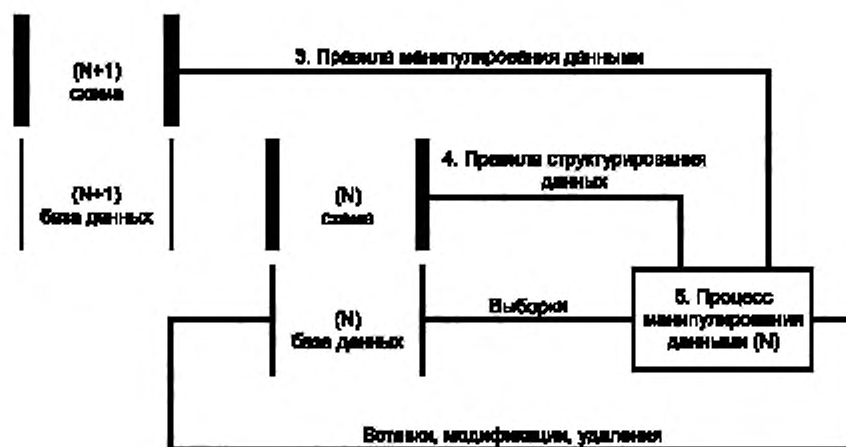 3. Правила манипулирования данными
(N+1)
схема
4. Правила структурирования
данных
(N+1)
база данных
(N)
схема
5. Процесс
манипулирования
данными (N)
Выборки
(N)
база данных
Вставки, модификации, удаления